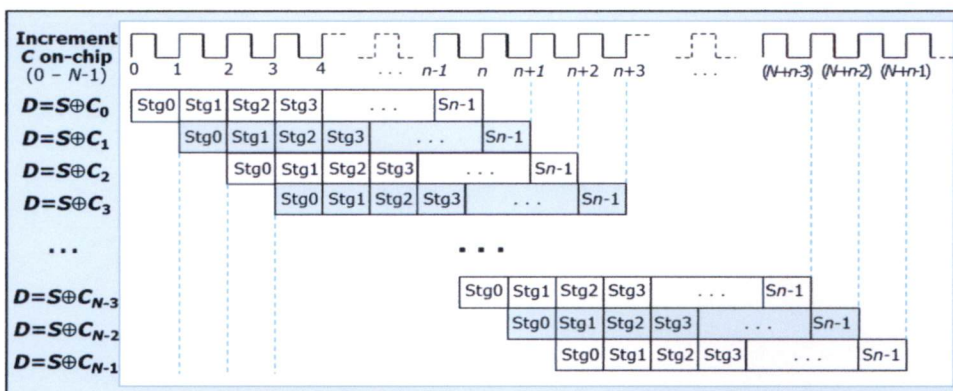 Increment
C on-chip
(0 – N-1)
0 1 2 3 4 ... n-1 n n+1 n+2 n+3 ... (N+n-3) (N+n-2) (N+n-1)
D=S⊕C0 Stg0 Stg1 Stg2 Stg3 ... Sn-1
D=S⊕C1 Stg0 Stg1 Stg2 Stg3 ... Sn-1
D=S⊕C2 Stg0 Stg1 Stg2 Stg3 ... Sn-1
D=S⊕C3 Stg0 Stg1 Stg2 Stg3 ... Sn-1
... ...
D=S⊕CN-3 Stg0 Stg1 Stg2 Stg3 ... Sn-1
D=S⊕CN-2 Stg0 Stg1 Stg2 Stg3 ... Sn-1
D=S⊕CN-1 Stg0 Stg1 Stg2 Stg3 ... Sn-1